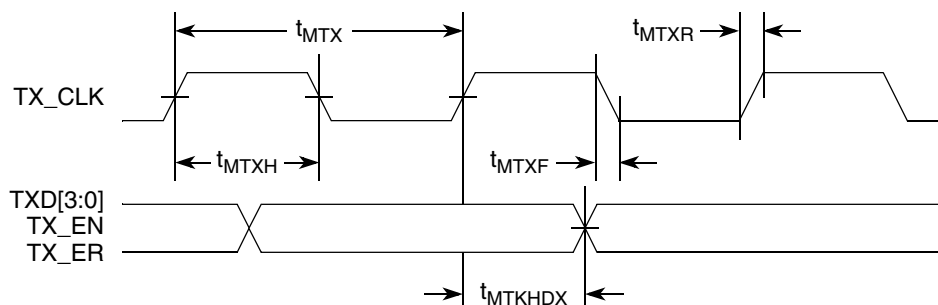 tMTX
tMTXR
TX_CLK
tMTXH
tMTXF
TXD[3:0]
TX_EN
TX_ER
tMTKHDX